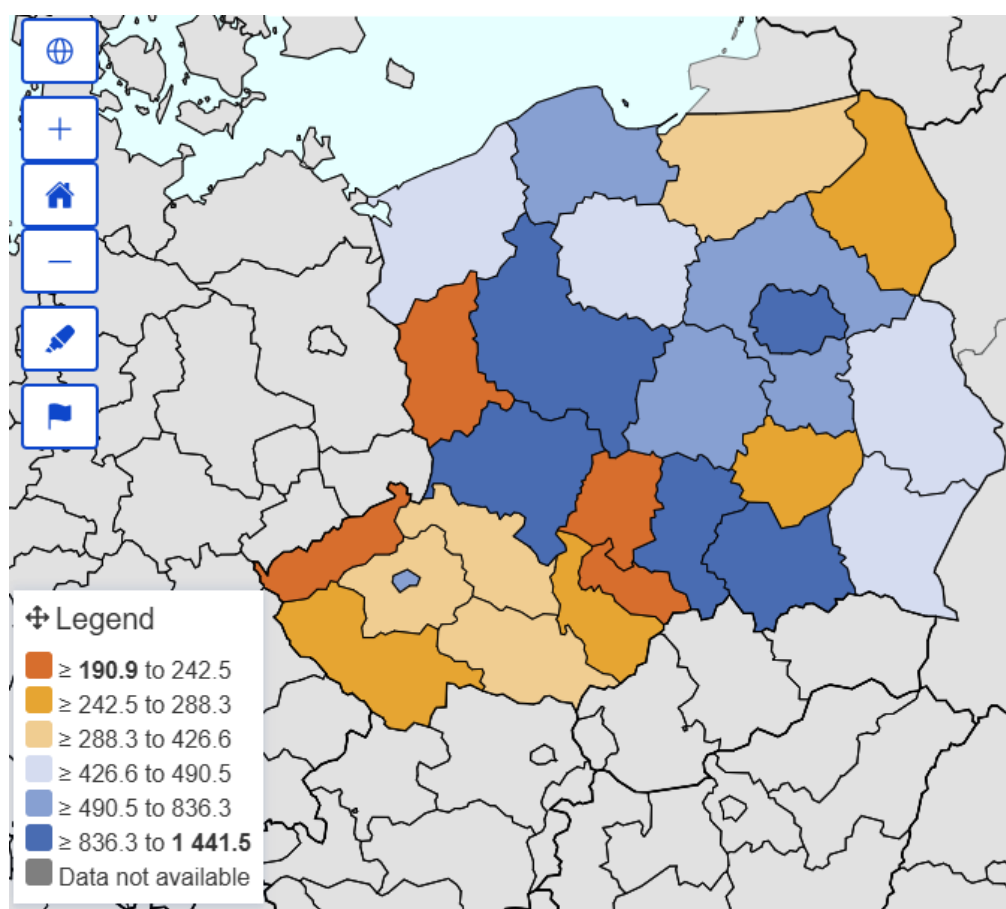 Legend
≥ 190.9 to 242.5
≥ 242.5 to 288.3
≥ 288.3 to 426.6
≥ 426.6 to 490.5
≥ 490.5 to 836.3
≥ 836.3 to 1 441.5
Data not available